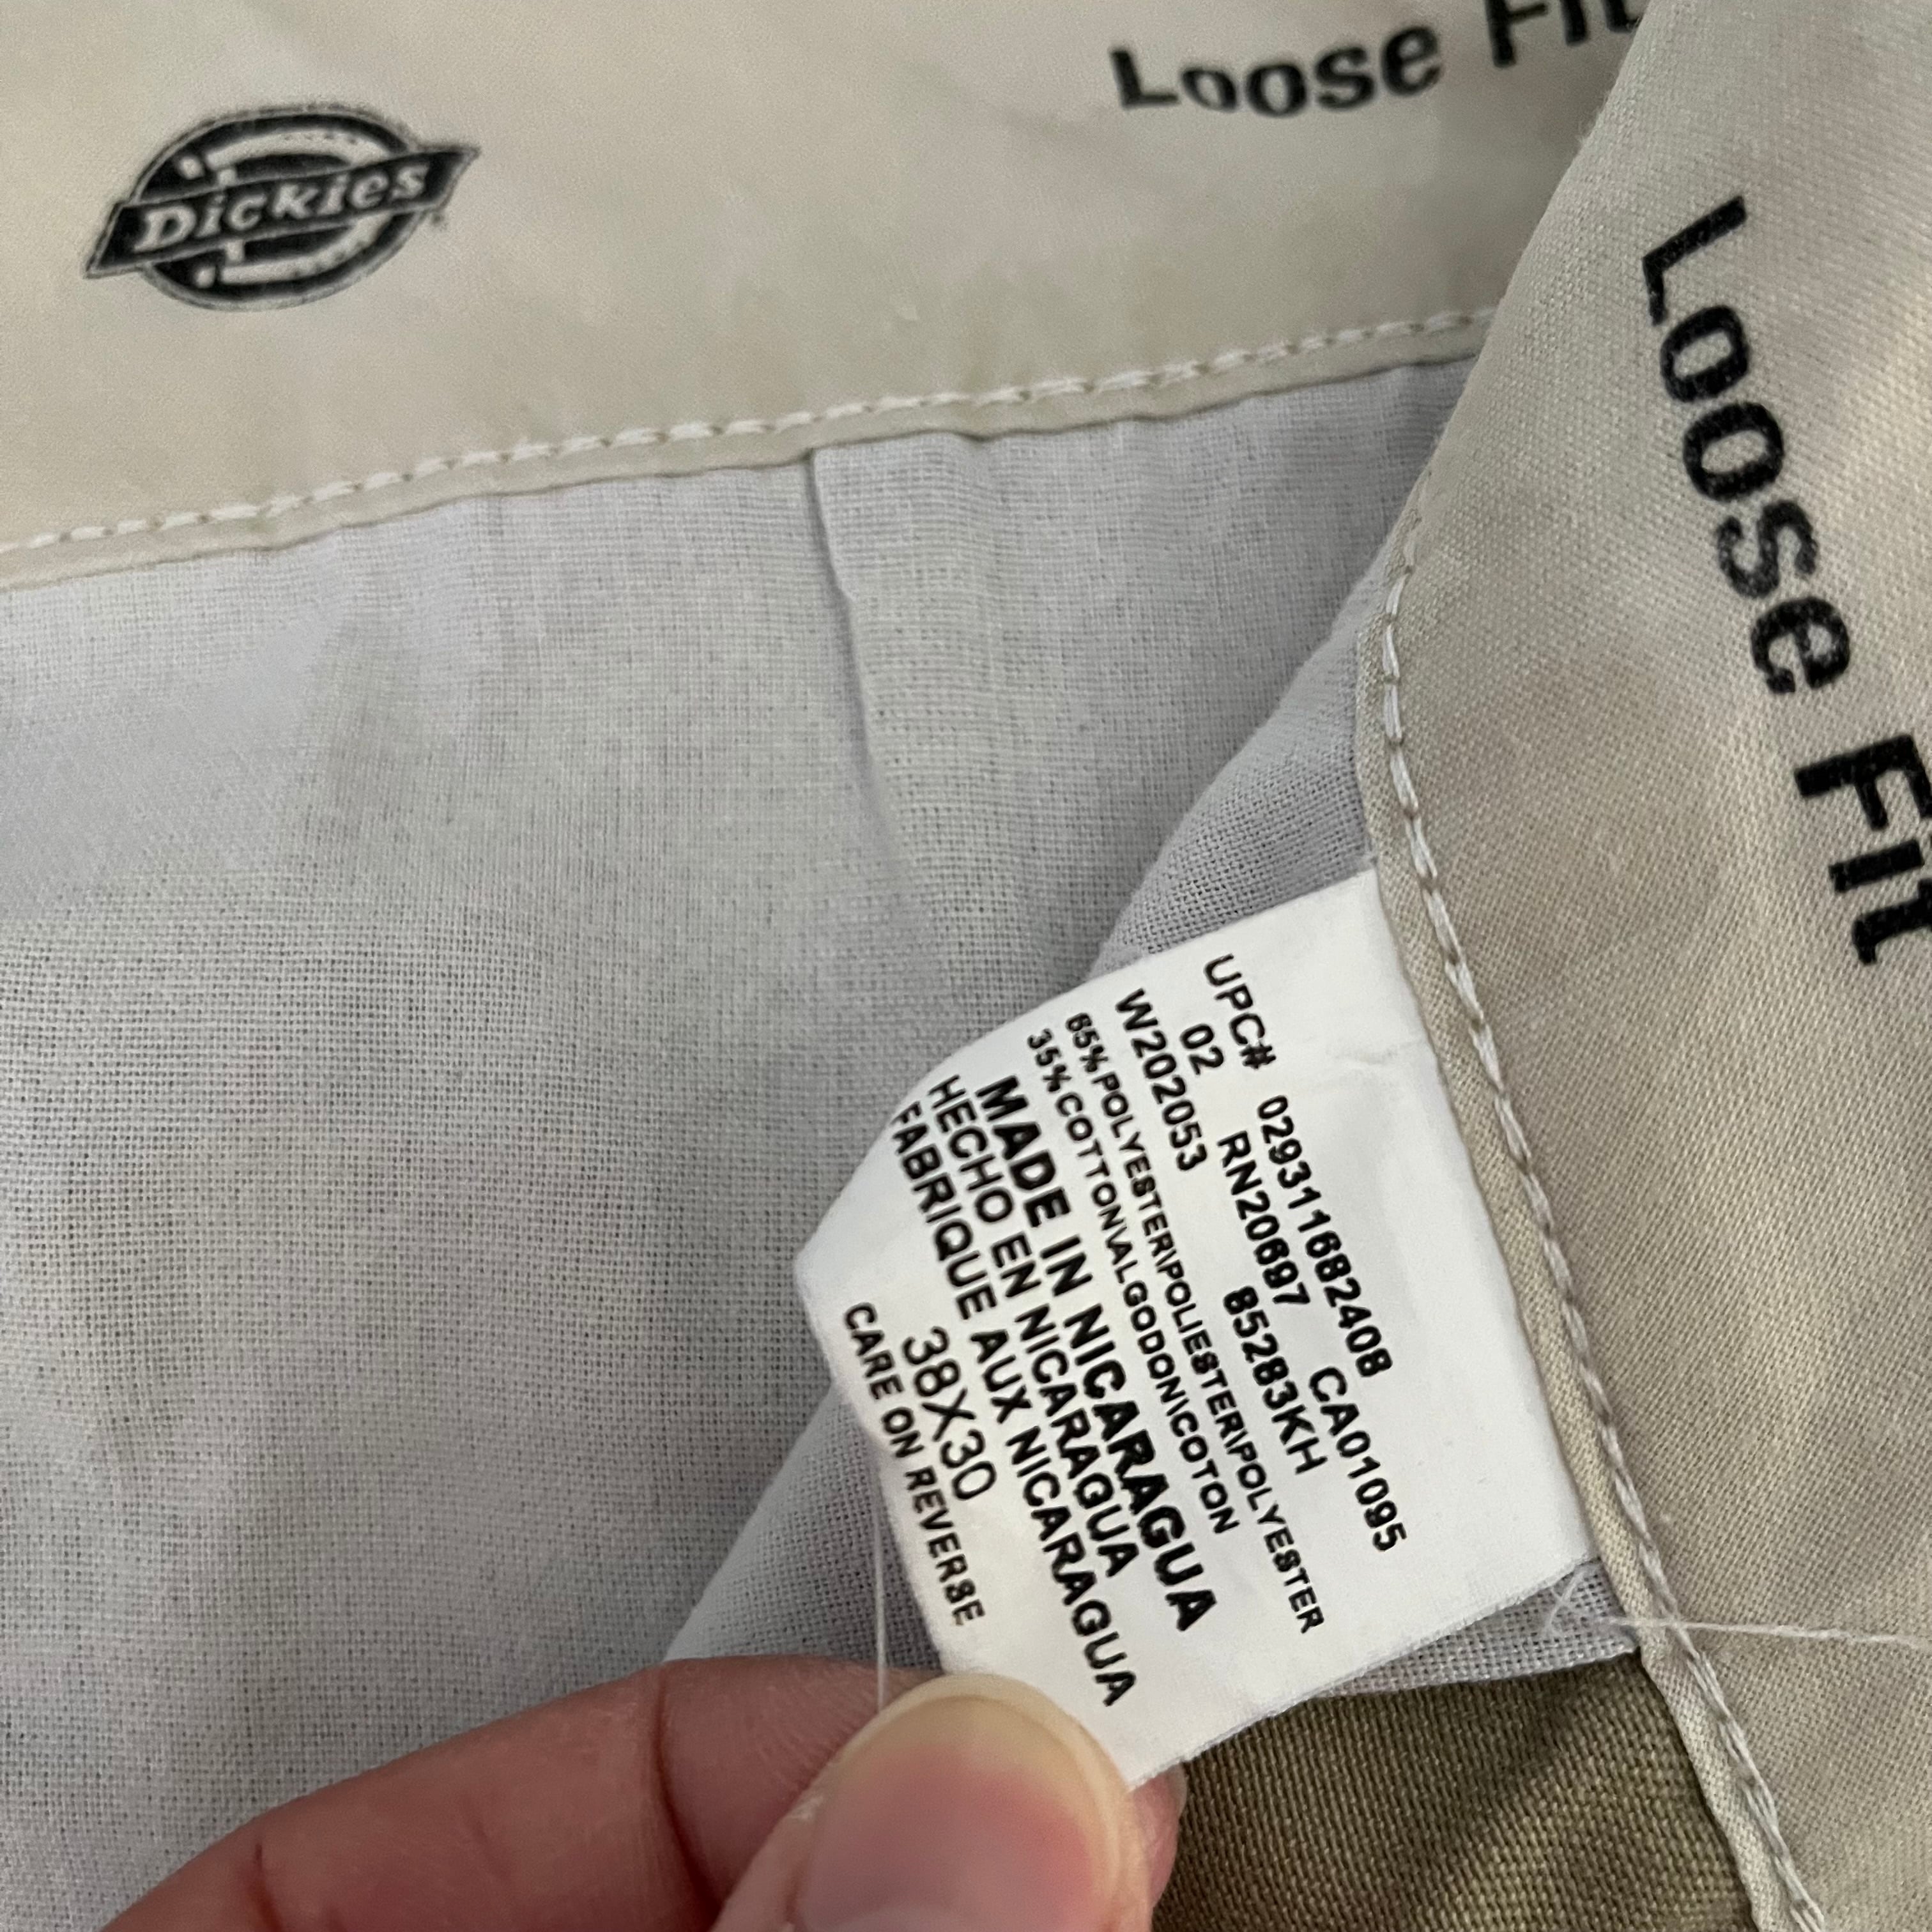 Dickies
Loose Fit
Loose Fit
UPC# 029311682408
02 RN20697 CA01095
W202053 85283KH
65%POLYESTER\POLIESTER\POLYESTER
35%COTTON\ALGODON\COTON
MADE IN NICARAGUA
HECHO EN NICARAGUA
FABRIQUE AUX NICARAGUA
38X30
CARE ON REVERSE